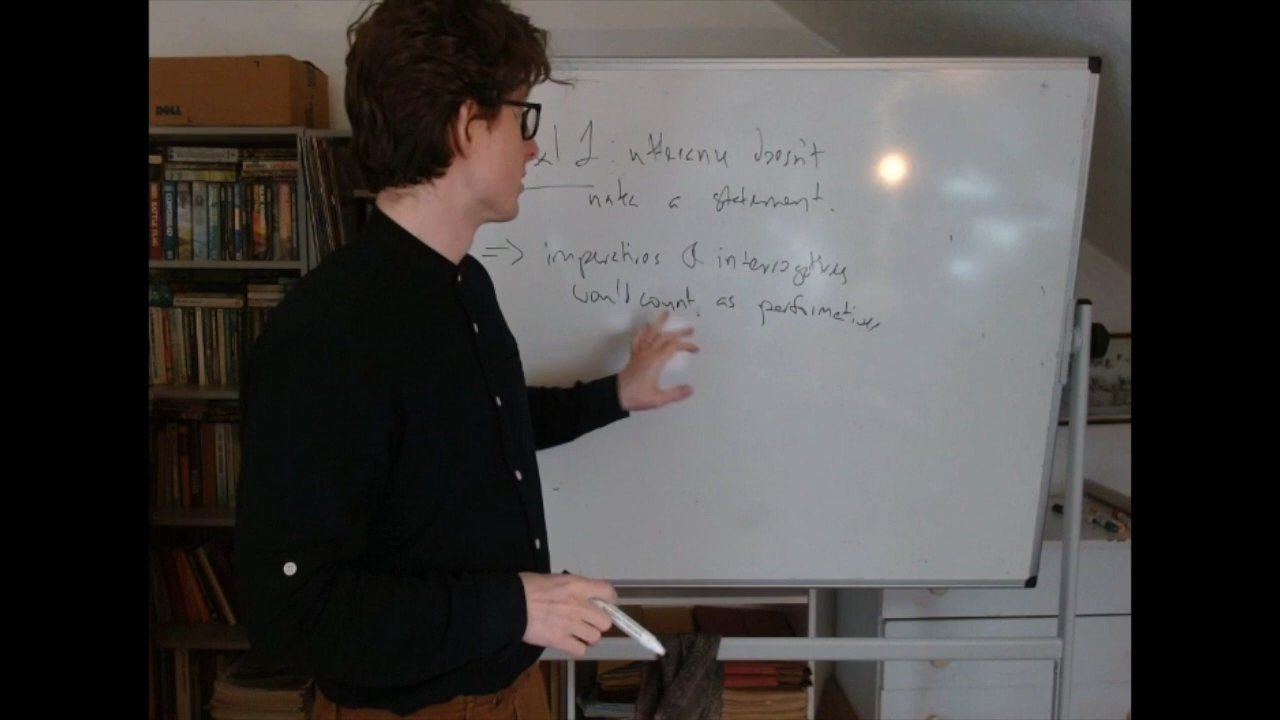 DELL
1: utterance doesn't
make a statement.
=> imperatives & interrogatives
would count as performatives